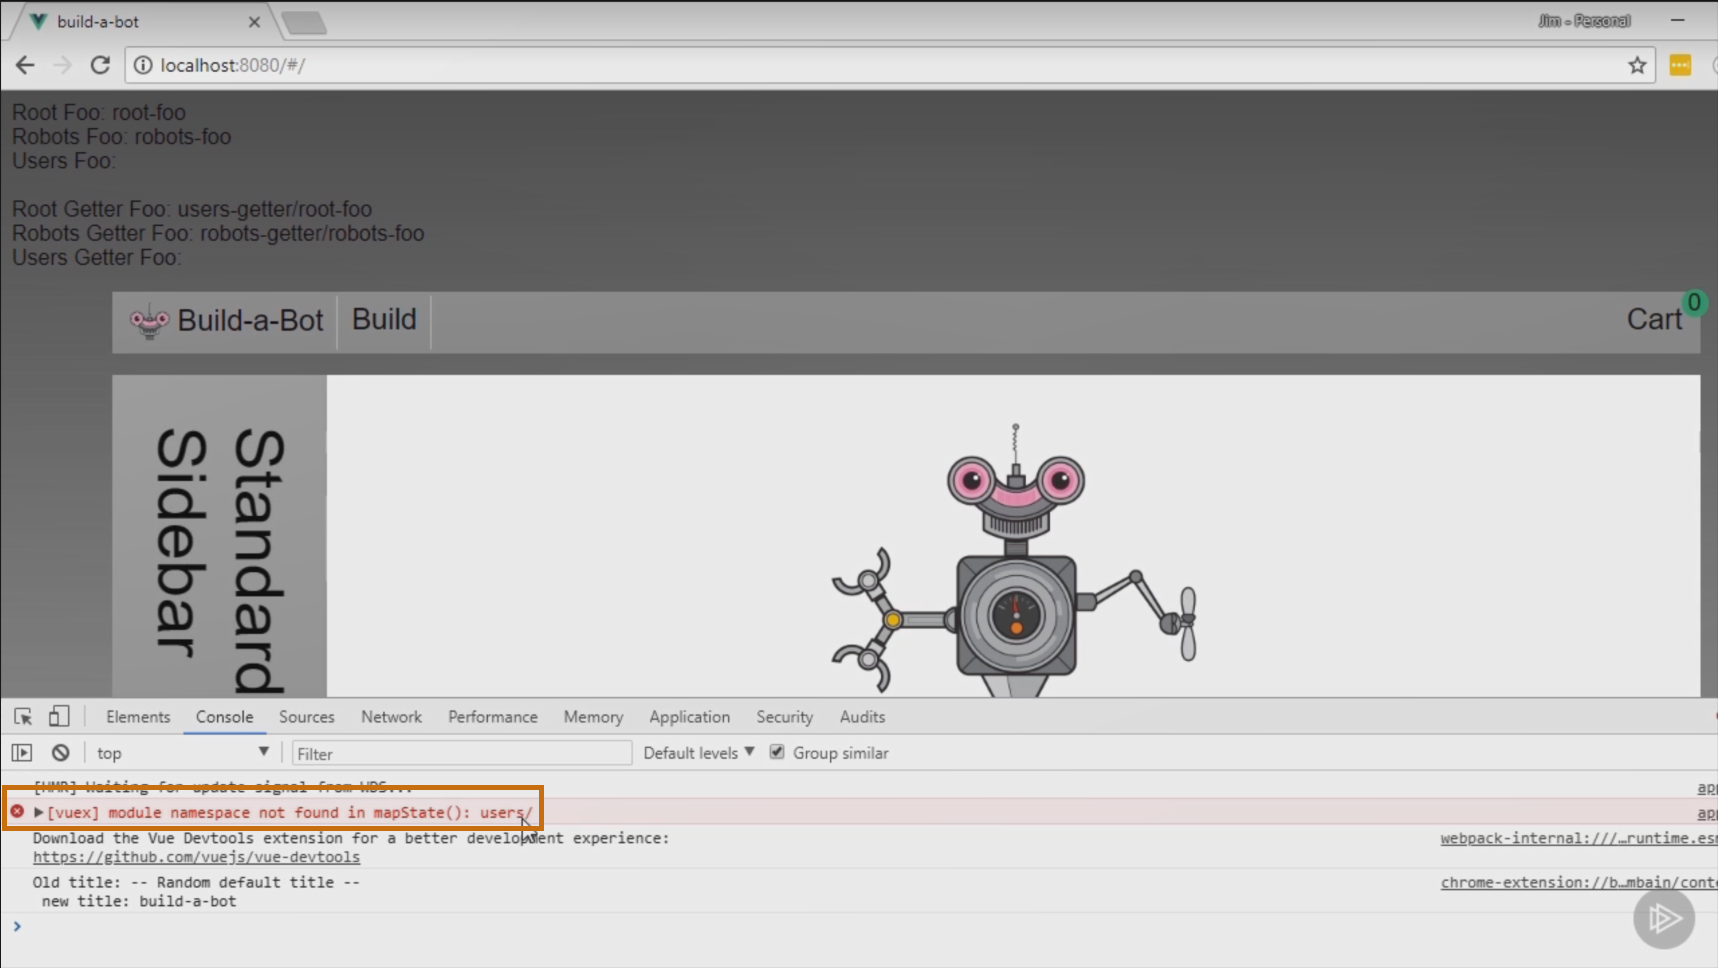 build-a-bot
Jim - Personal
localhost:8080/#/
Root Foo: root-foo
Robots Foo: robots-foo
Users Foo:
Root Getter Foo: users-getter/root-foo
Robots Getter Foo: robots-getter/robots-foo
Users Getter Foo:
Build-a-Bot Build Cart 0
Standard
Sidebar
Elements Console Sources Network Performance Memory Application Security Audits
top Filter Default levels Group similar
[HMR] Waiting for update signal from WDS... app
[vuex] module namespace not found in mapState(): users/ app
Download the Vue Devtools extension for a better development experience: webpack-internal:///…runtime.esm
https://github.com/vuejs/vue-devtools
Old title: -- Random default title -- chrome-extension://b…mbain/conte
new title: build-a-bot